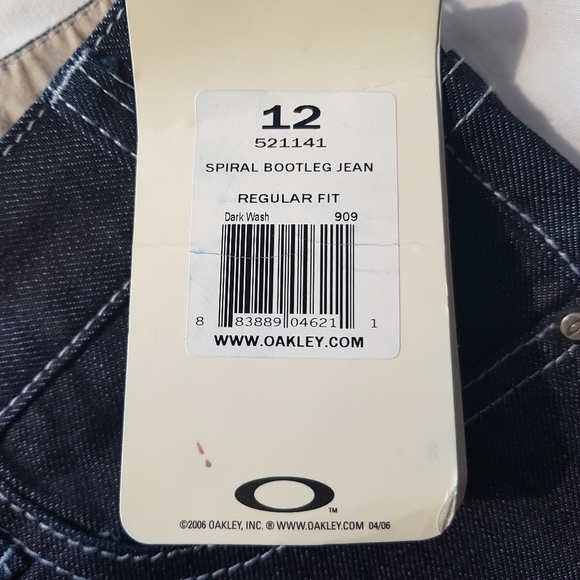 12
521141
SPIRAL BOOTLEG JEAN
REGULAR FIT
Dark Wash 909
8 83889 04621 1
WWW.OAKLEY.COM
TM
©2006 OAKLEY, INC. ® WWW.OAKLEY.COM 04/06